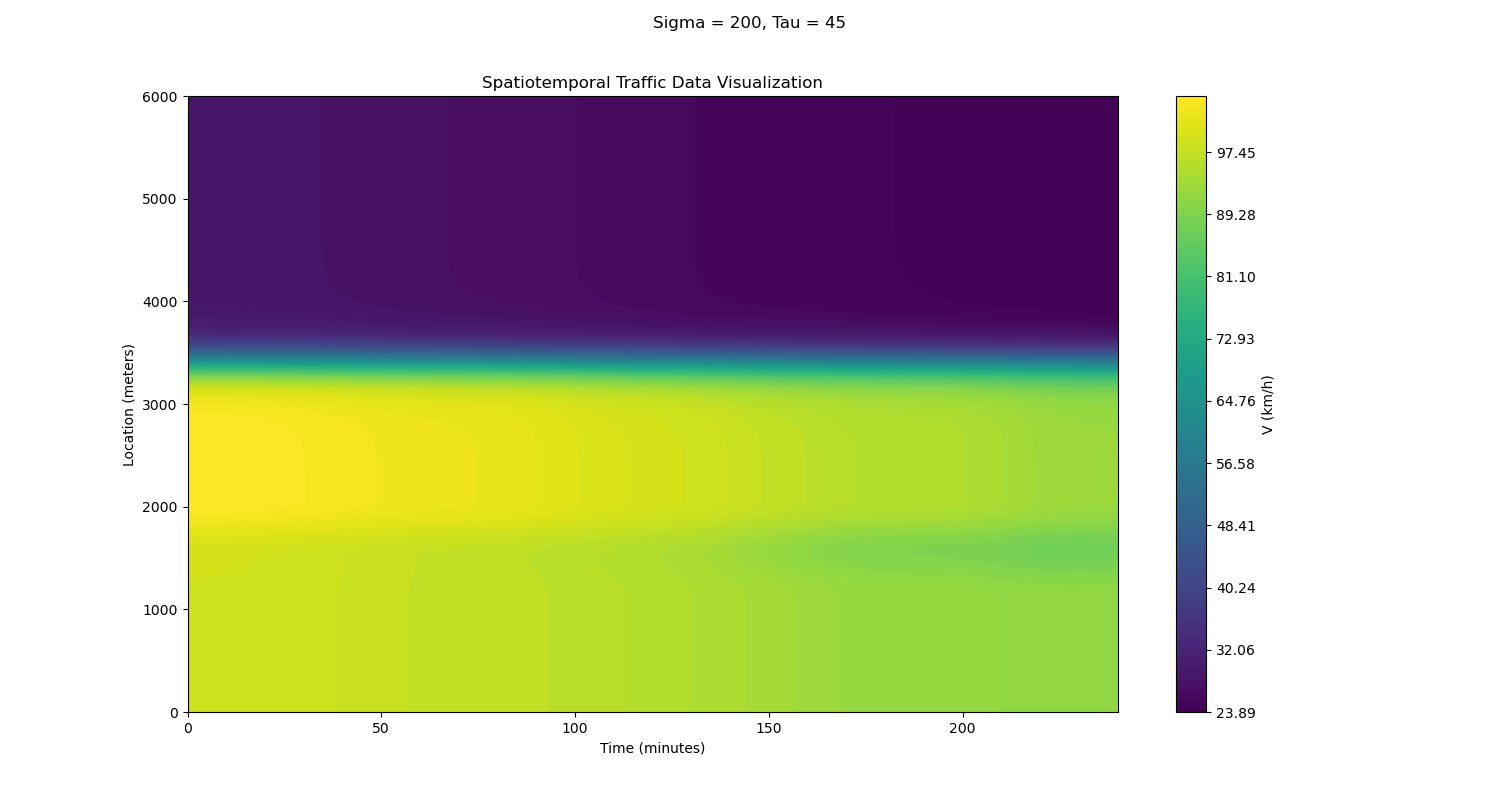 Sigma = 200, Tau = 45
Spatiotemporal Traffic Data Visualization
6000
5000
4000
3000
2000
1000
0
Location (meters)
0 50 100 150 200
Time (minutes)
97.45
89.28
81.10
72.93
64.76
56.58
48.41
40.24
32.06
23.89
V (km/h)